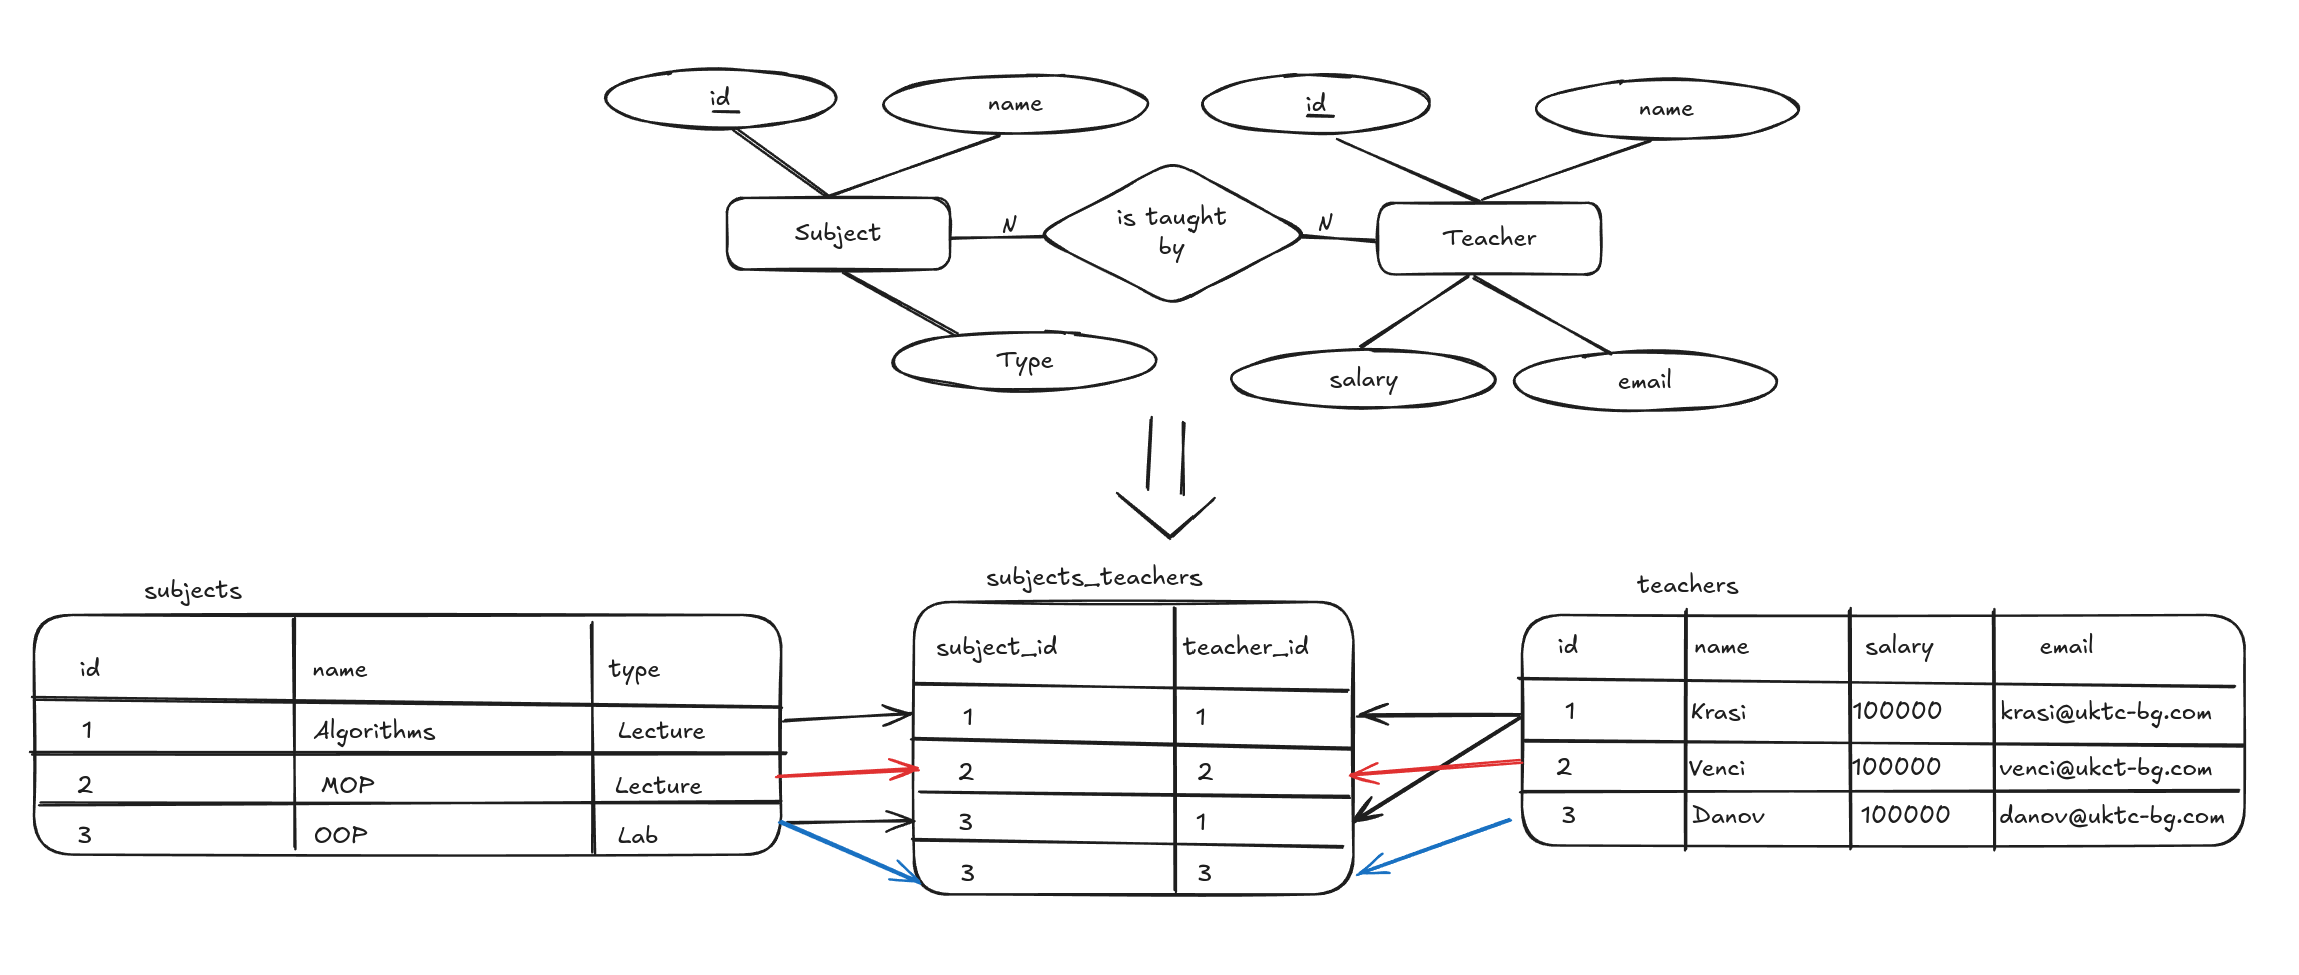 id
name
id
name
Subject
N
is taught
by
N
Teacher
Type
salary
email
subjects
subjects_teachers
teachers
id
name
type
1
Algorithms
Lecture
2
MOP
Lecture
3
OOP
Lab
subject_id
teacher_id
1
1
2
2
3
1
3
3
id
name
salary
email
1
Krasi
100000
krasi@uktc-bg.com
2
Venci
100000
venci@ukct-bg.com
3
Danov
100000
danov@uktc-bg.com